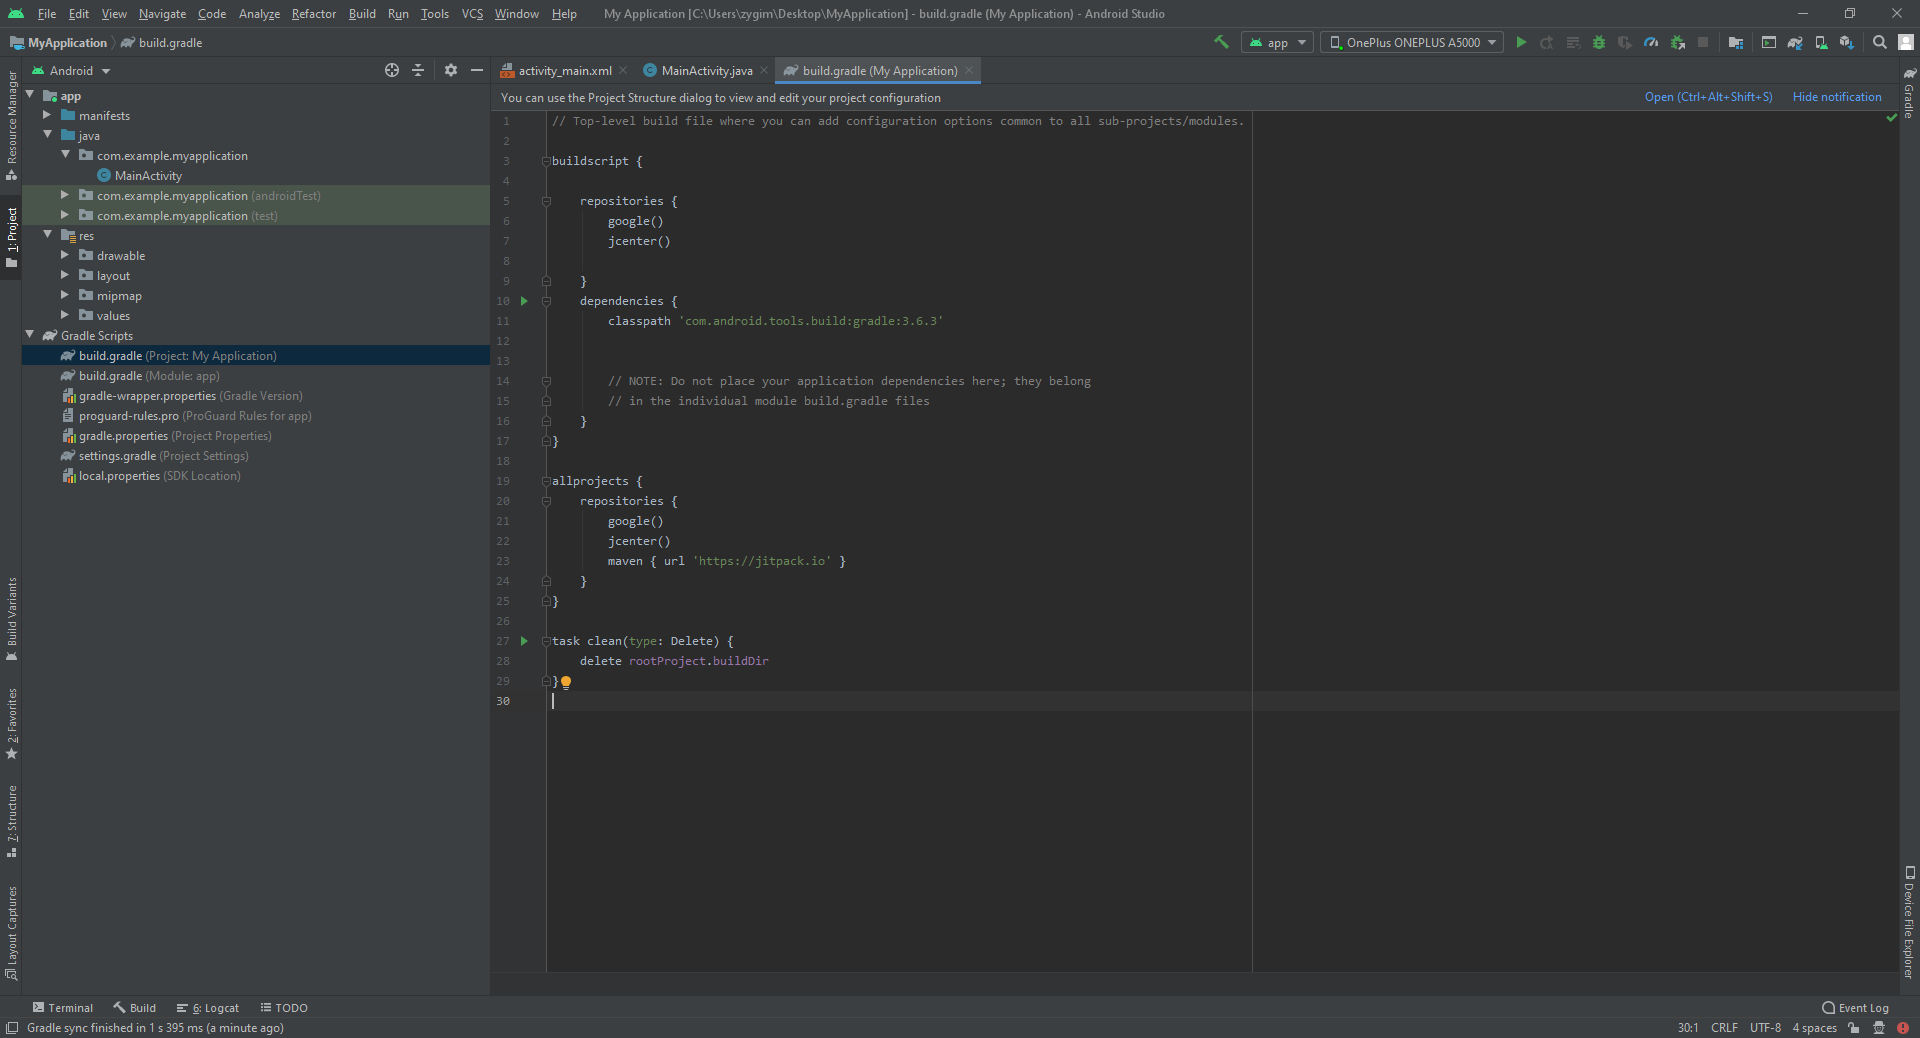 File Edit View Navigate Code Analyze Refactor Build Run Tools VCS Window Help My Application [C:\Users\zygim\Desktop\MyApplication] - build.gradle (My Application) - Android Studio
MyApplication build.gradle app OnePlus ONEPLUS A5000
Android
activity_main.xml MainActivity.java build.gradle (My Application)
You can use the Project Structure dialog to view and edit your project configuration Open (Ctrl+Alt+Shift+S) Hide notification
Resource Manager
1: Project
Build Variants
2: Favorites
7: Structure
Layout Captures
app
manifests
java
com.example.myapplication
MainActivity
com.example.myapplication (androidTest)
com.example.myapplication (test)
res
drawable
layout
mipmap
values
Gradle Scripts
build.gradle (Project: My Application)
build.gradle (Module: app)
gradle-wrapper.properties (Gradle Version)
proguard-rules.pro (ProGuard Rules for app)
gradle.properties (Project Properties)
settings.gradle (Project Settings)
local.properties (SDK Location)
1 // Top-level build file where you can add configuration options common to all sub-projects/modules.
2
3 buildscript {
4
5 repositories {
6 google()
7 jcenter()
8
9 }
10 dependencies {
11 classpath 'com.android.tools.build:gradle:3.6.3'
12
13
14 // NOTE: Do not place your application dependencies here; they belong
15 // in the individual module build.gradle files
16 }
17 }
18
19 allprojects {
20 repositories {
21 google()
22 jcenter()
23 maven { url 'https://jitpack.io' }
24 }
25 }
26
27 task clean(type: Delete) {
28 delete rootProject.buildDir
29 }
30
Gradle
Device File Explorer
Terminal Build 6: Logcat TODO Event Log
Gradle sync finished in 1 s 395 ms (a minute ago) 30:1 CRLF UTF-8 4 spaces